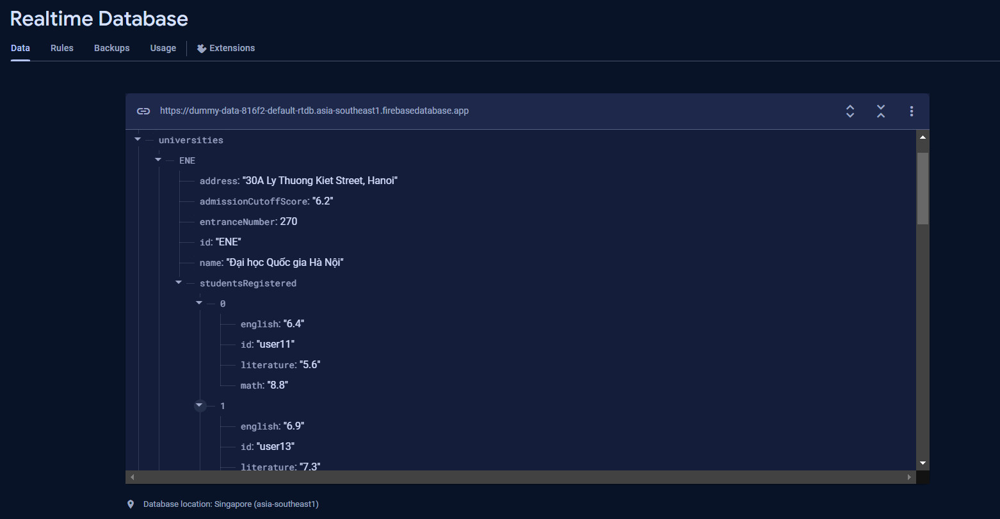 Realtime Database
Data Rules Backups Usage Extensions
https://dummy-data-816f2-default-rtdb.asia-southeast1.firebasedatabase.app
universities
ENE
address: "30A Ly Thuong Kiet Street, Hanoi"
admissionCutoffScore: "6.2"
entranceNumber: 270
id: "ENE"
name: "Đại học Quốc gia Hà Nội"
studentsRegistered
0
english: "6.4"
id: "user11"
literature: "5.6"
math: "8.8"
1
english: "6.9"
id: "user13"
literature: "7.3"
Database location: Singapore (asia-southeast1)